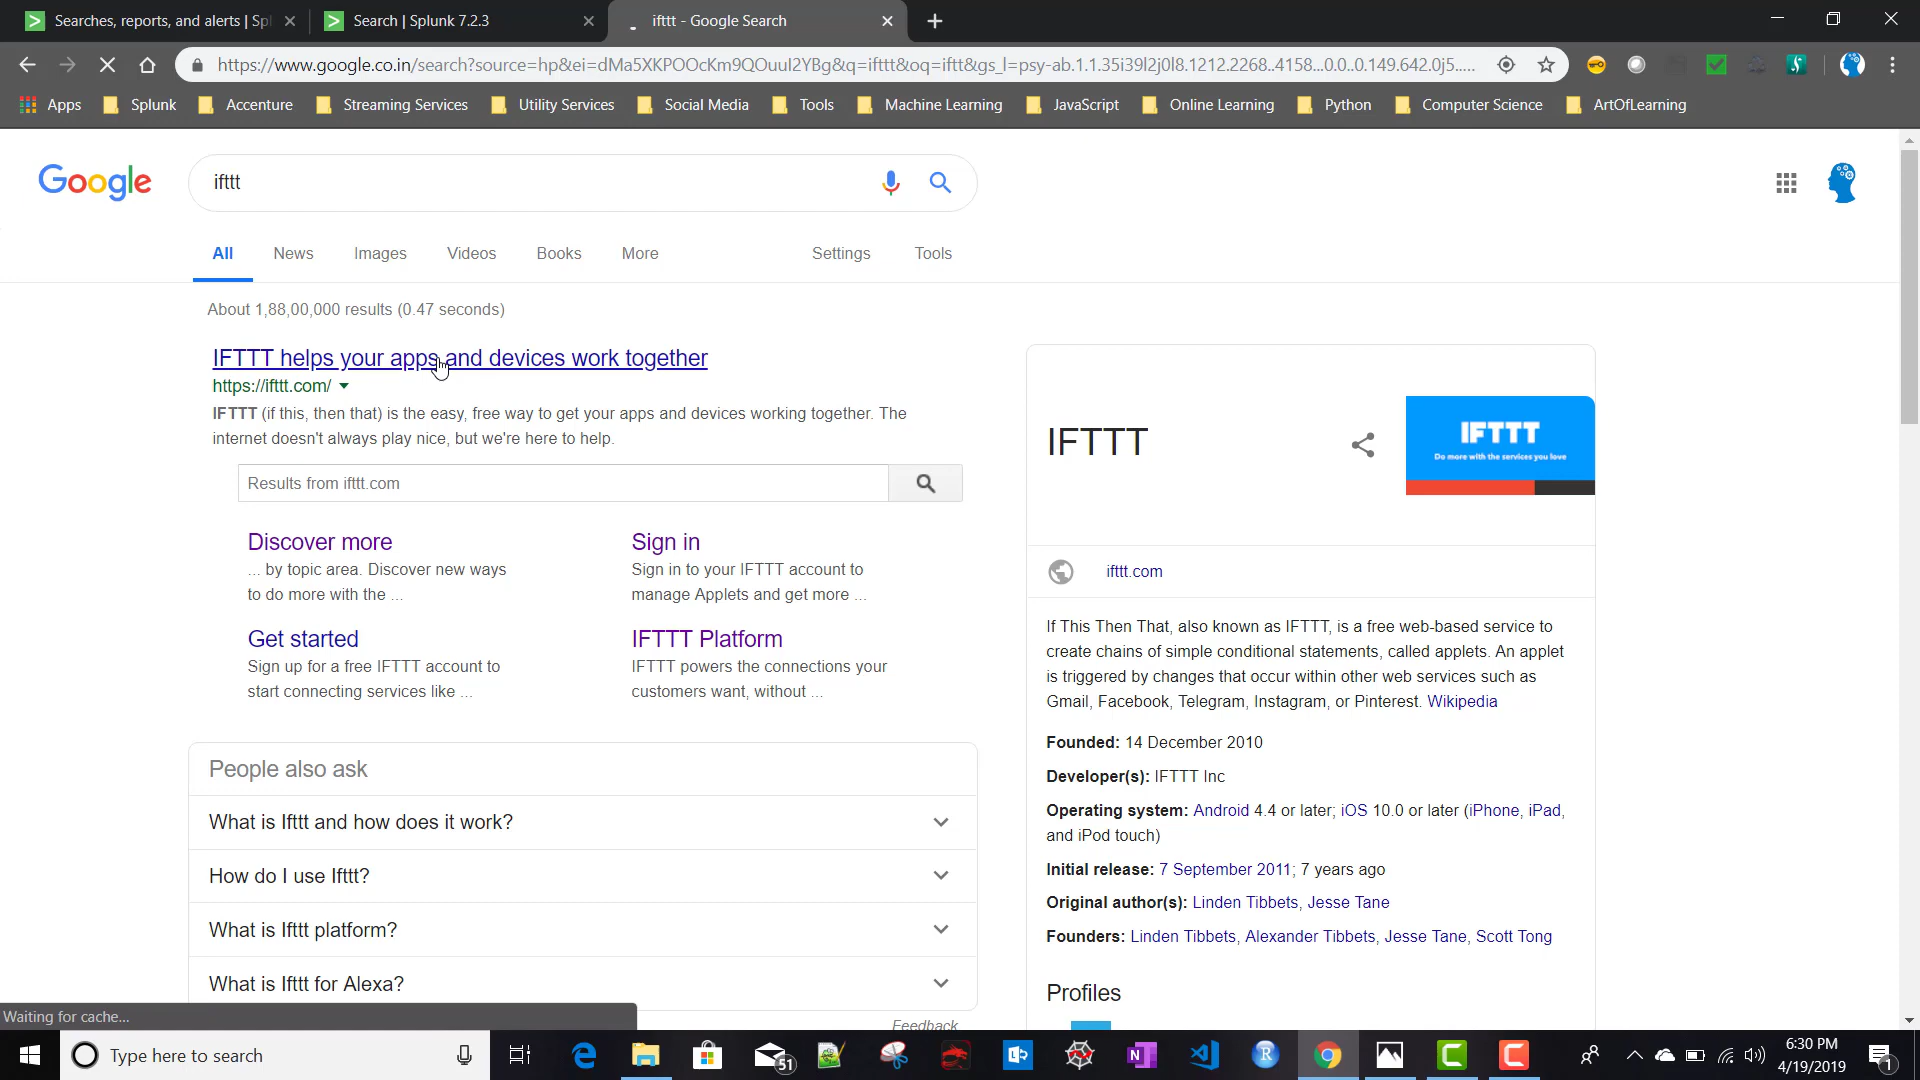 Searches, reports, and alerts | Spl
Search | Splunk 7.2.3
ifttt - Google Search
https://www.google.co.in/search?source=hp&ei=dMa5XKPOOcKm9QOuuI2YBg&q=ifttt&oq=iftt&gs_l=psy-ab.1.1.35i39l2j0l8.1212.2268..4158...0.0..0.149.642.0j5.....
Apps
Splunk
Accenture
Streaming Services
Utility Services
Social Media
Tools
Machine Learning
JavaScript
Online Learning
Python
Computer Science
ArtOfLearning
Google
ifttt
All
News
Images
Videos
Books
More
Settings
Tools
About 1,88,00,000 results (0.47 seconds)
IFTTT helps your apps and devices work together
https://ifttt.com/
IFTTT (if this, then that) is the easy, free way to get your apps and devices working together. The
internet doesn't always play nice, but we're here to help.
Results from ifttt.com
Discover more
... by topic area. Discover new ways
to do more with the ...
Sign in
Sign in to your IFTTT account to
manage Applets and get more ...
Get started
Sign up for a free IFTTT account to
start connecting services like ...
IFTTT Platform
IFTTT powers the connections your
customers want, without ...
People also ask
What is Ifttt and how does it work?
How do I use Ifttt?
What is Ifttt platform?
What is Ifttt for Alexa?
Feedback
IFTTT
IFTTT
Do more with the services you love
ifttt.com
If This Then That, also known as IFTTT, is a free web-based service to
create chains of simple conditional statements, called applets. An applet
is triggered by changes that occur within other web services such as
Gmail, Facebook, Telegram, Instagram, or Pinterest. Wikipedia
Founded: 14 December 2010
Developer(s): IFTTT Inc
Operating system: Android 4.4 or later; iOS 10.0 or later (iPhone, iPad,
and iPod touch)
Initial release: 7 September 2011; 7 years ago
Original author(s): Linden Tibbets, Jesse Tane
Founders: Linden Tibbets, Alexander Tibbets, Jesse Tane, Scott Tong
Profiles
Waiting for cache...
Type here to search
51
6:30 PM
4/19/2019
1